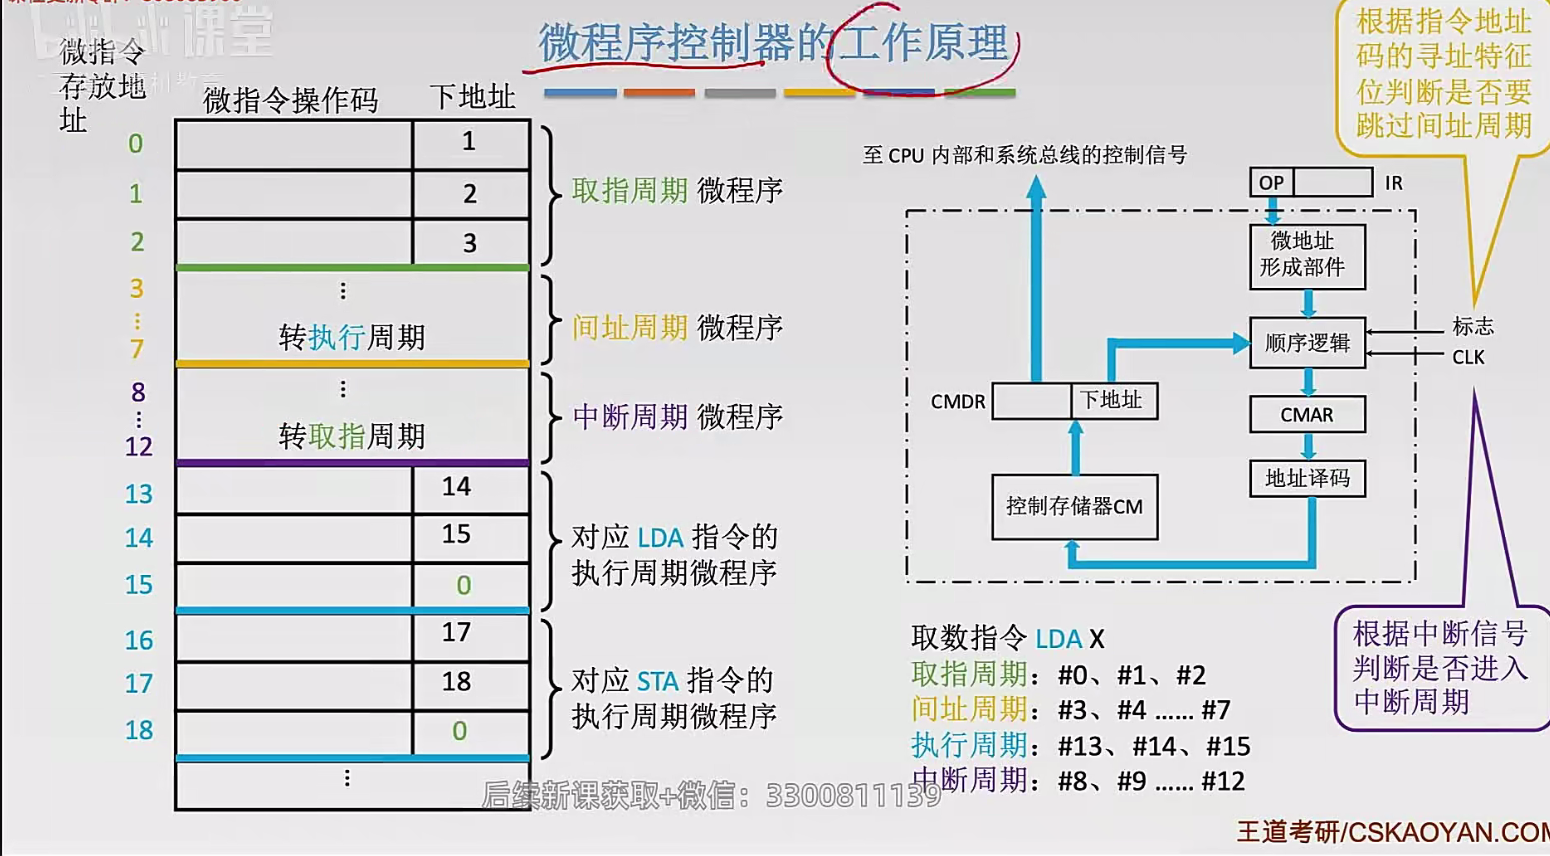 课堂
微程序控制器的工作原理
微指令
存放地
址
微指令操作码
下地址
0
1
1
2
2
3
取指周期 微程序
3
⋮
7
⋮
转执行周期
间址周期 微程序
8
⋮
12
⋮
转取指周期
中断周期 微程序
13
14
14
15
15
0
对应 LDA 指令的
执行周期微程序
16
17
17
18
18
0
对应 STA 指令的
执行周期微程序
⋮
至 CPU 内部和系统总线的控制信号
OP
IR
微地址
形成部件
顺序逻辑
标志
CLK
CMDR
下地址
CMAR
控制存储器CM
地址译码
根据指令地址
码的寻址特征
位判断是否要
跳过间址周期
根据中断信号
判断是否进入
中断周期
取数指令 LDA X
取指周期：#0、#1、#2
间址周期：#3、#4 …… #7
执行周期：#13、#14、#15
中断周期：#8、#9 …… #12
后续新课获取+微信：3300811139
王道考研/CSKAOYAN.COM